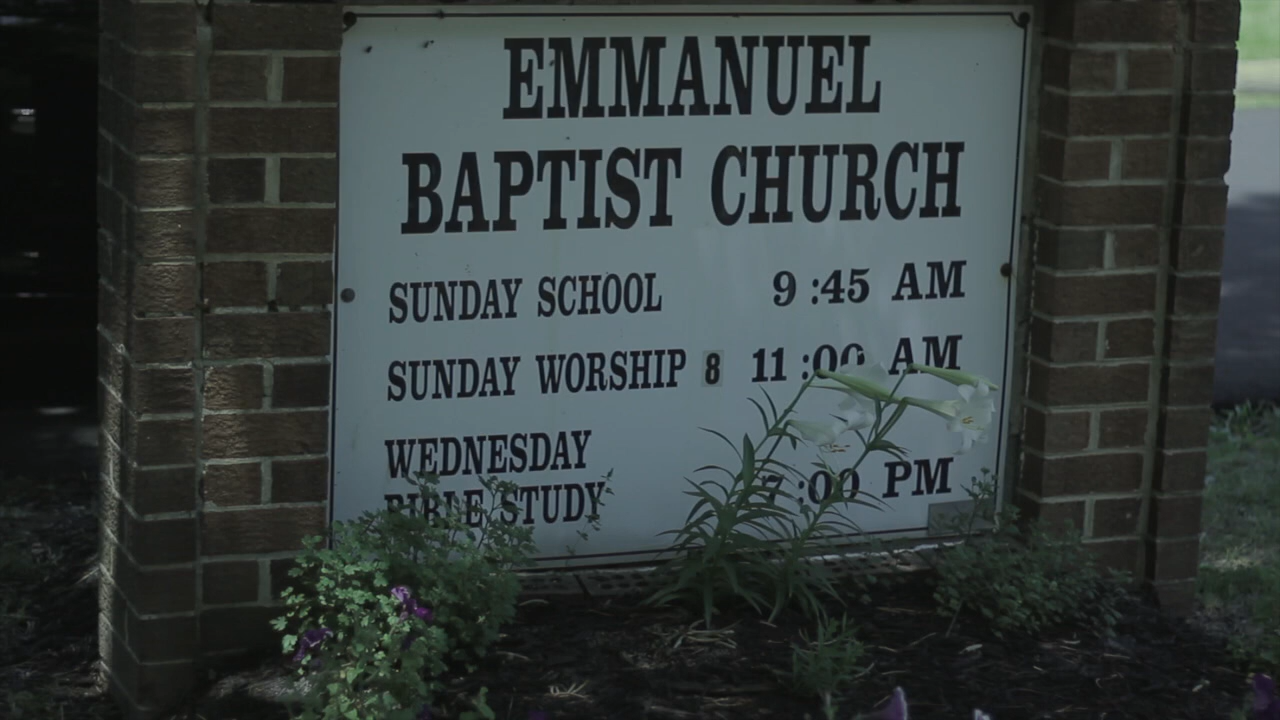 EMMANUEL
BAPTIST CHURCH
SUNDAY SCHOOL 9:45 AM
SUNDAY WORSHIP 8 11:00 AM
WEDNESDAY
BIBLE STUDY 7:00 PM